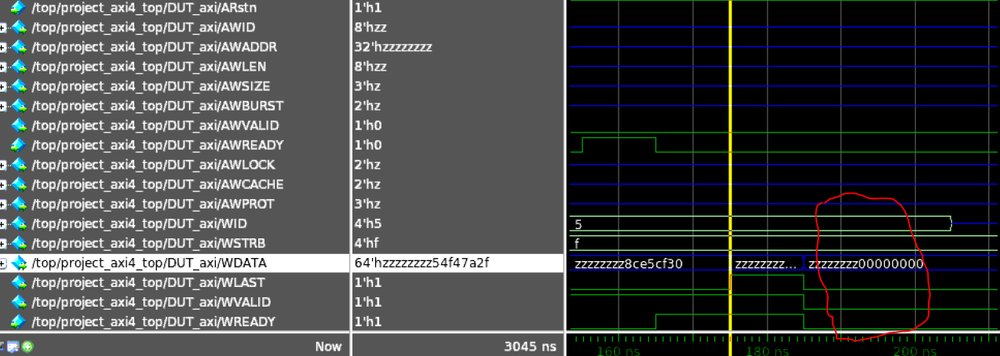 /top/project_axi4_top/DUT_axi/ARstn 1'h1
/top/project_axi4_top/DUT_axi/AWID 8'hzz
/top/project_axi4_top/DUT_axi/AWADDR 32'hzzzzzzzz
/top/project_axi4_top/DUT_axi/AWLEN 8'hzz
/top/project_axi4_top/DUT_axi/AWSIZE 3'hz
/top/project_axi4_top/DUT_axi/AWBURST 2'hz
/top/project_axi4_top/DUT_axi/AWVALID 1'h0
/top/project_axi4_top/DUT_axi/AWREADY 1'h0
/top/project_axi4_top/DUT_axi/AWLOCK 2'hz
/top/project_axi4_top/DUT_axi/AWCACHE 2'hz
/top/project_axi4_top/DUT_axi/AWPROT 3'hz
/top/project_axi4_top/DUT_axi/WID 4'h5 5
/top/project_axi4_top/DUT_axi/WSTRB 4'hf f
/top/project_axi4_top/DUT_axi/WDATA 64'hzzzzzzzz54f47a2f zzzzzzzz8ce5cf30 zzzzzzzz... zzzzzzzz00000000
/top/project_axi4_top/DUT_axi/WLAST 1'h1
/top/project_axi4_top/DUT_axi/WVALID 1'h1
/top/project_axi4_top/DUT_axi/WREADY 1'h1
Now 3045 ns 160 ns 180 ns 200 ns